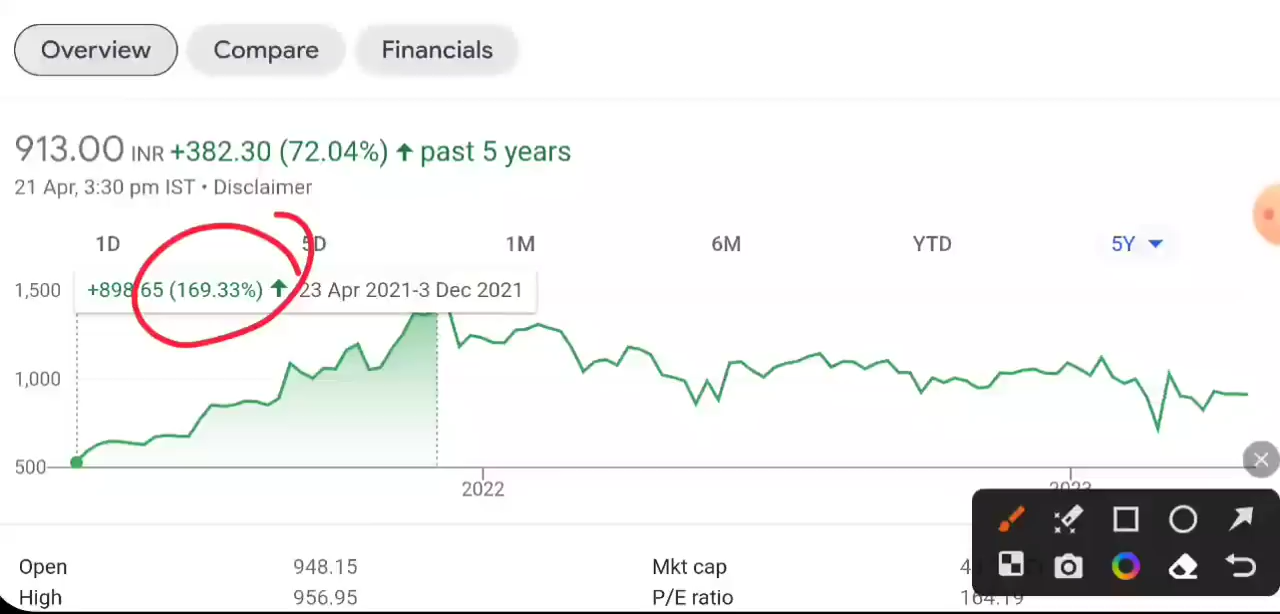 Overview Compare Financials
913.00 INR +382.30 (72.04%) ↑ past 5 years
21 Apr, 3:30 pm IST • Disclaimer
1D 5D 1M 6M YTD 5Y
1,500 +898.65 (169.33%) ↑ 23 Apr 2021-3 Dec 2021
1,000
500
2022 2023
Open 948.15 Mkt cap
High 956.95 P/E ratio 164.19